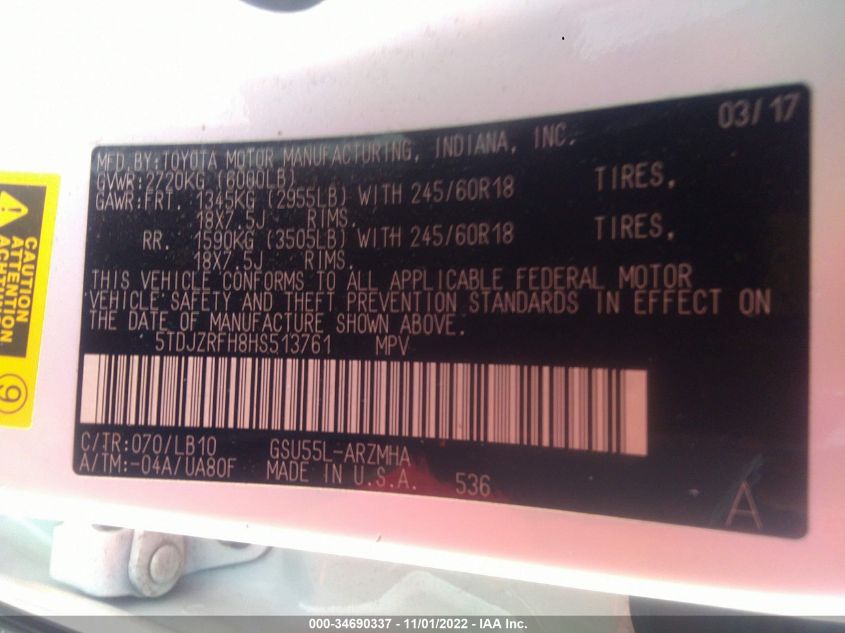 03/17
MFD.BY:TOYOTA MOTOR MANUFACTURING, INDIANA, INC.
GVWR:2720KG (6000LB)
GAWR:FRT. 1345KG (2955LB) WITH 245/60R18 TIRES,
18X7.5J RIMS.
RR. 1590KG (3505LB) WITH 245/60R18 TIRES,
18X7.5J RIMS.
THIS VEHICLE CONFORMS TO ALL APPLICABLE FEDERAL MOTOR
VEHICLE SAFETY AND THEFT PREVENTION STANDARDS IN EFFECT ON
THE DATE OF MANUFACTURE SHOWN ABOVE.
5TDJZRFH8HS513761 MPV
C/TR:070/LB10 GSU55L-ARZMHA
A/TM:-04A/UA80F MADE IN U.S.A. 536
A
CAUTION
ATTENTION
9
000-34690337 - 11/01/2022 - IAA Inc.